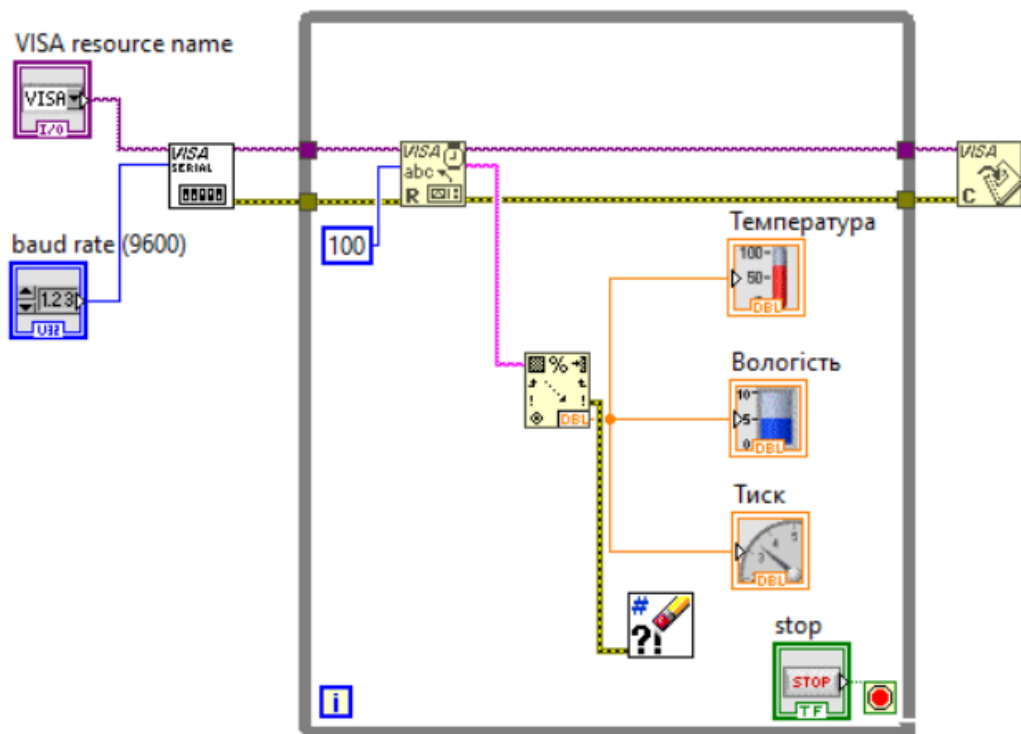 VISA resource name
VISA
I/O
VISA
SERIAL
VISA
abc
R
VISA
C
baud rate (9600)
1.23
U32
100
Температура
100
50
DBL
%
DBL
Вологість
10
5
0
DBL
Тиск
3
4
5
DBL
#
?!
stop
STOP
TF
i